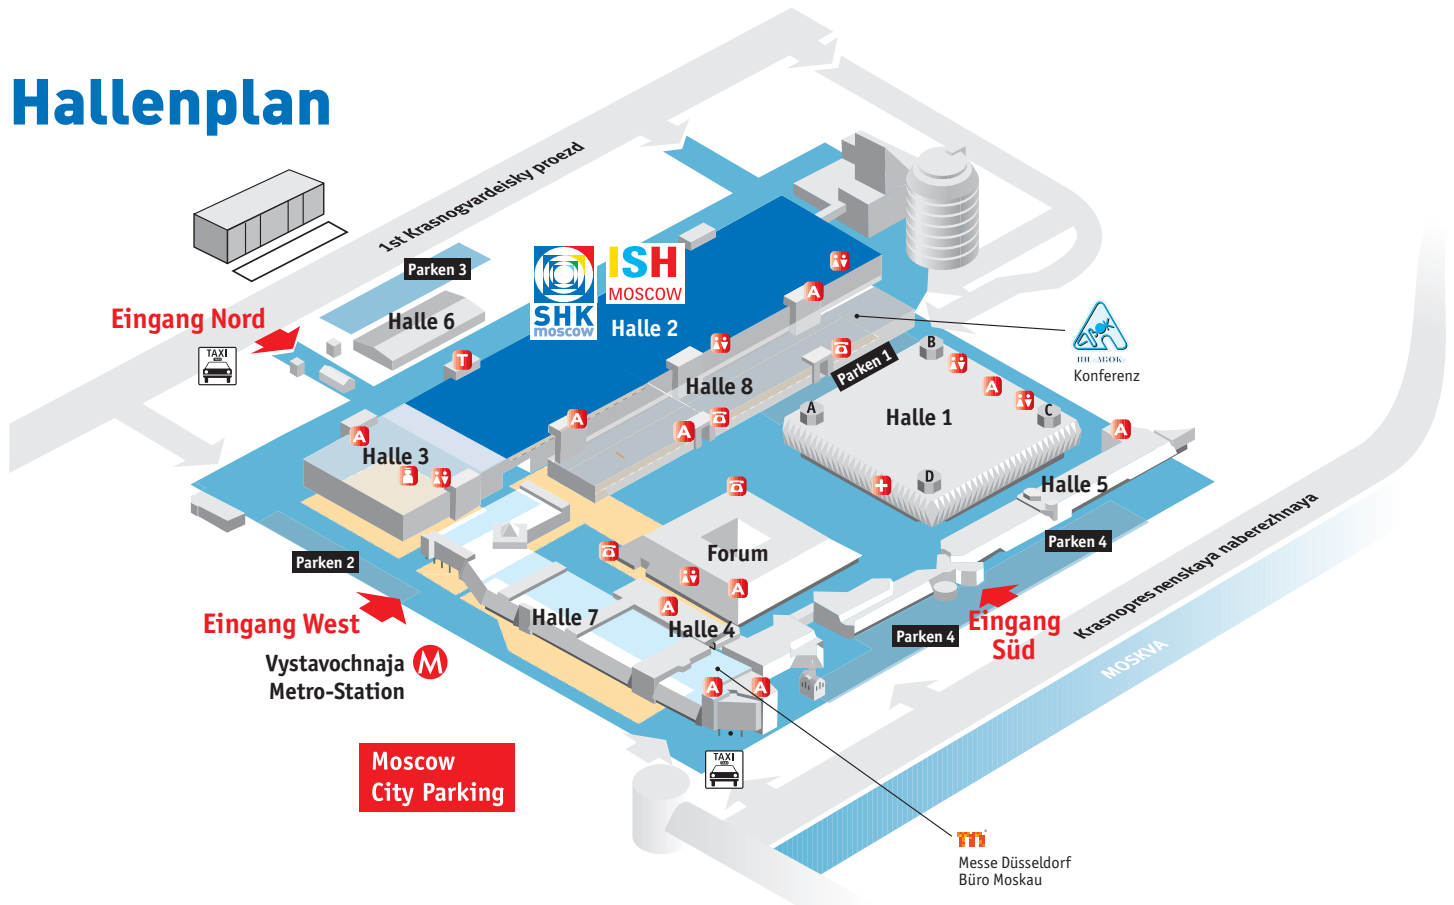 Hallenplan
1st Krasnogvardeisky proezd
Parken 3
Eingang Nord
TAXI
Halle 6
SHK
moscow
ISH
MOSCOW
Halle 2
T
Konferenz
Halle 8
Parken 1
B
A
C
D
Halle 1
A
A
A
A
A
A
A
Halle 3
Halle 5
Parken 4
Krasnopresnenskaya naberezhnaya
MOSKVA
Forum
A
Parken 2
Eingang West
Vystavochnaja
Metro-Station
M
Halle 7
A
Halle 4
Parken 4
Eingang
Süd
A
A
TAXI
Moscow
City Parking
Messe Düsseldorf
Büro Moskau